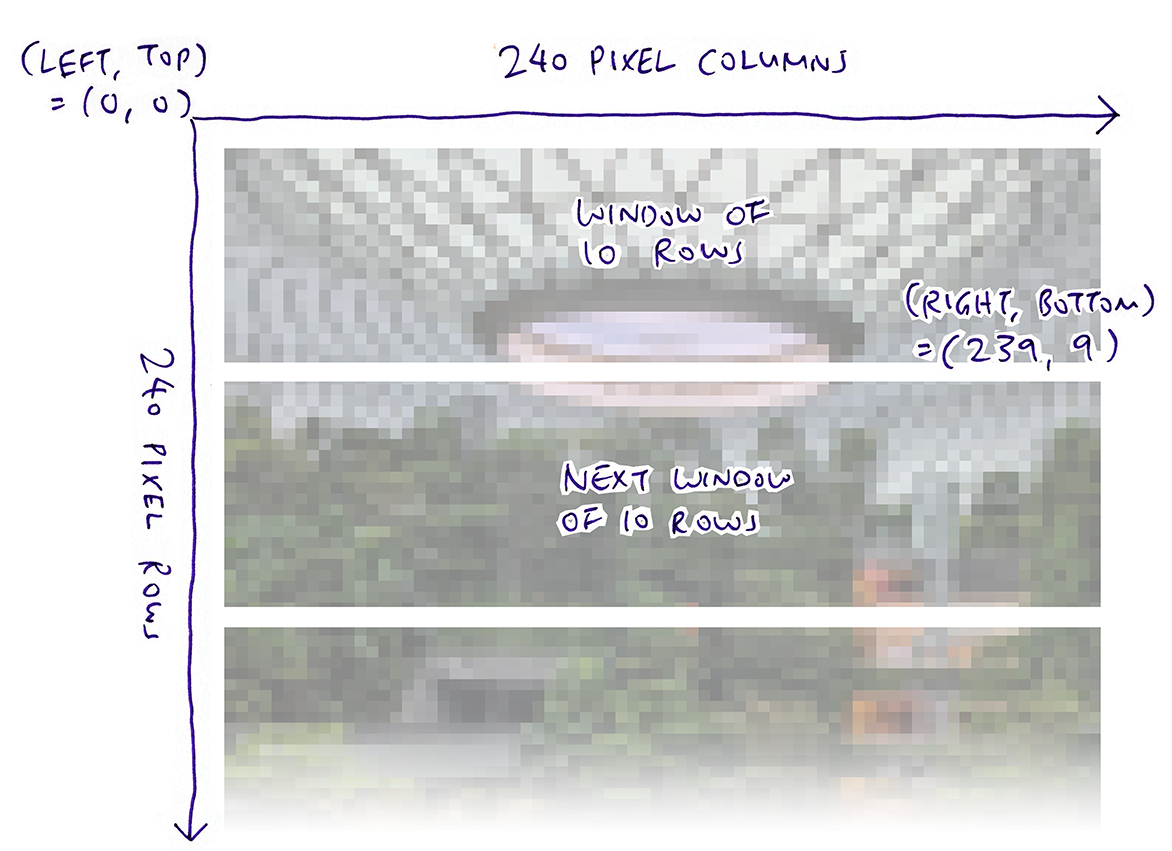 (LEFT, TOP)
= (0, 0)
240 PIXEL COLUMNS
WINDOW OF
10 ROWS
(RIGHT, BOTTOM)
= (239, 9)
240 PIXEL ROWS
NEXT WINDOW
OF 10 ROWS